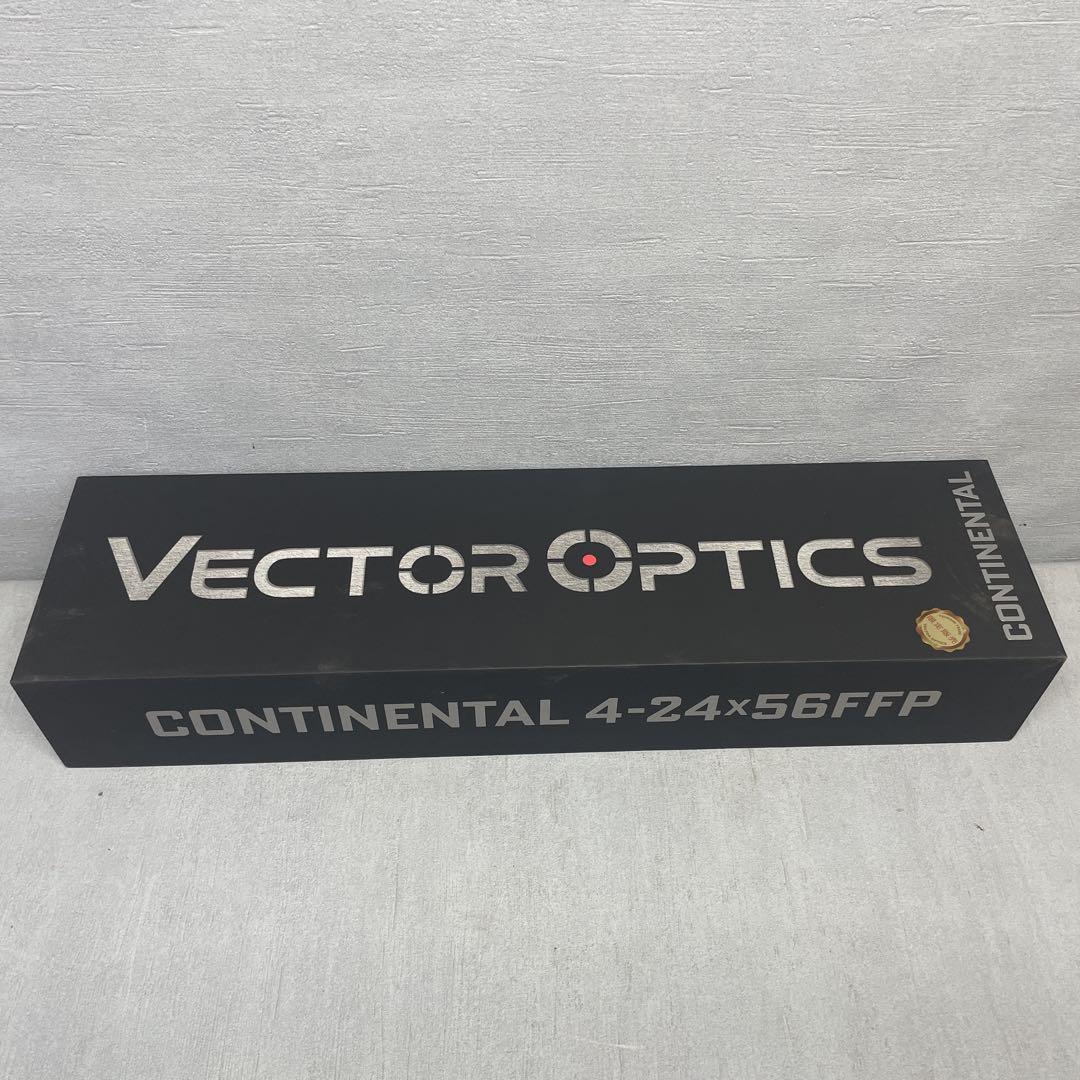 VECTOR OPTICS
CONTINENTAL
CONTINENTAL 4-24x56FFP